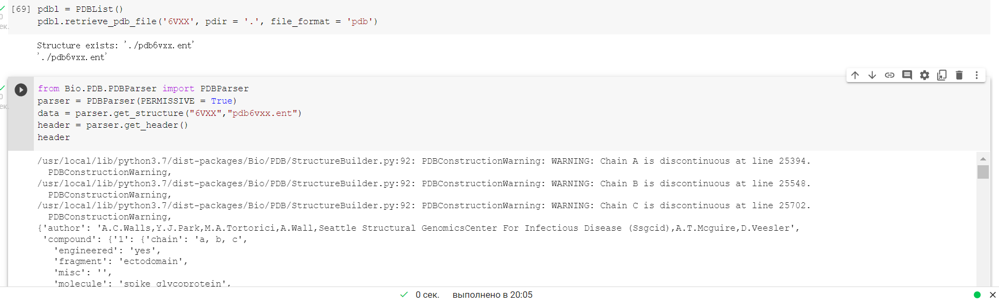 [69] pdbl = PDBList()
pdbl.retrieve_pdb_file('6VXX', pdir = '.', file_format = 'pdb')
0
ек.
Structure exists: './pdb6vxx.ent'
'./pdb6vxx.ent'
from Bio.PDB.PDBParser import PDBParser
parser = PDBParser(PERMISSIVE = True)
data = parser.get_structure("6VXX","pdb6vxx.ent")
header = parser.get_header()
header
0
ек.
/usr/local/lib/python3.7/dist-packages/Bio/PDB/StructureBuilder.py:92: PDBConstructionWarning: WARNING: Chain A is discontinuous at line 25394.
PDBConstructionWarning,
/usr/local/lib/python3.7/dist-packages/Bio/PDB/StructureBuilder.py:92: PDBConstructionWarning: WARNING: Chain B is discontinuous at line 25548.
PDBConstructionWarning,
/usr/local/lib/python3.7/dist-packages/Bio/PDB/StructureBuilder.py:92: PDBConstructionWarning: WARNING: Chain C is discontinuous at line 25702.
PDBConstructionWarning,
{'author': 'A.C.Walls,Y.J.Park,M.A.Tortorici,A.Wall,Seattle Structural GenomicsCenter For Infectious Disease (Ssgcid),A.T.Mcguire,D.Veesler',
'compound': {'1': {'chain': 'a, b, c',
'engineered': 'yes',
'fragment': 'ectodomain',
'misc': '',
'molecule': 'spike glycoprotein',
0 сек. выполнено в 20:05